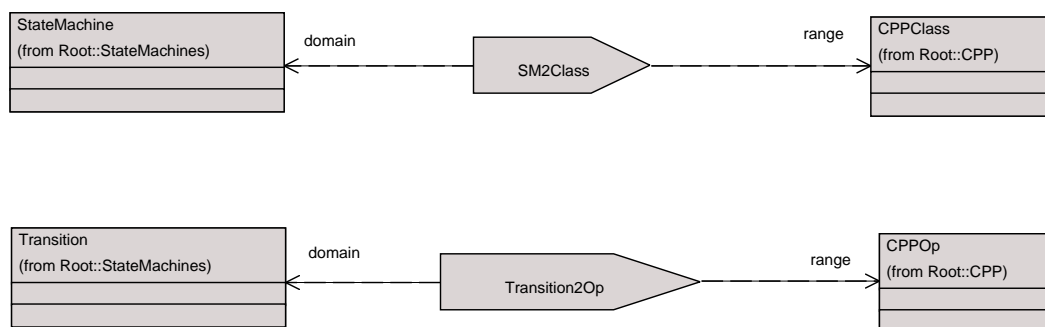 StateMachine
(from Root::StateMachines)
domain
SM2Class
range
CPPClass
(from Root::CPP)
Transition
(from Root::StateMachines)
domain
Transition2Op
range
CPPOp
(from Root::CPP)